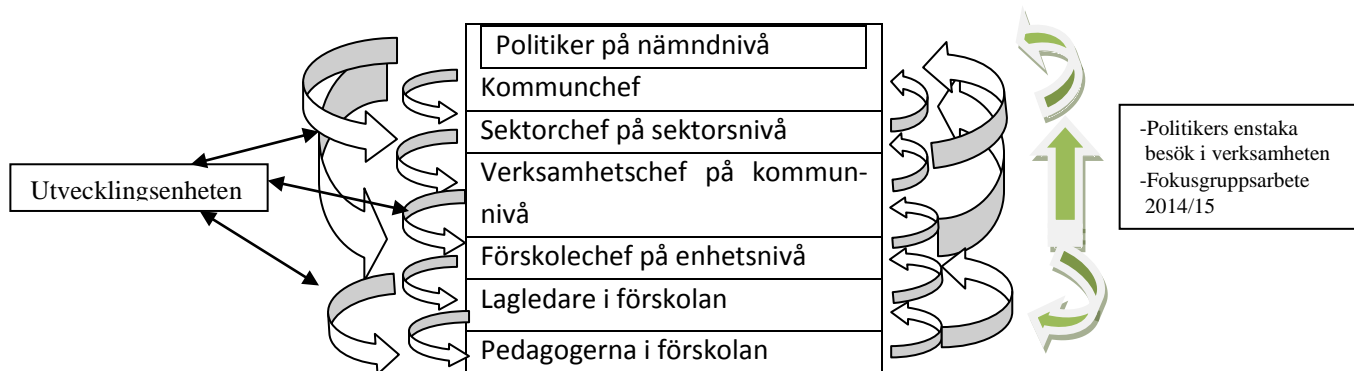 Politiker på nämndnivå
Kommunchef
Sektorchef på sektorsnivå
Verksamhetschef på kommun-
nivå
Förskolechef på enhetsnivå
Lagledare i förskolan
Pedagogerna i förskolan
Utvecklingsenheten
-Politikers enstaka
besök i verksamheten
-Fokusgruppsarbete
2014/15